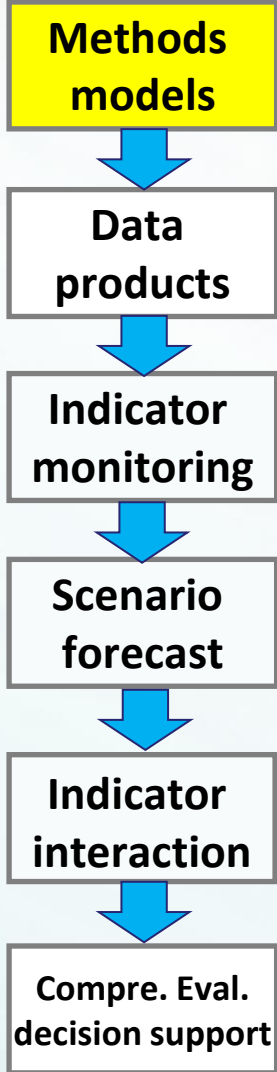 Methods
models
Data
products
Indicator
monitoring
Scenario
forecast
Indicator
interaction
Compre. Eval.
decision support